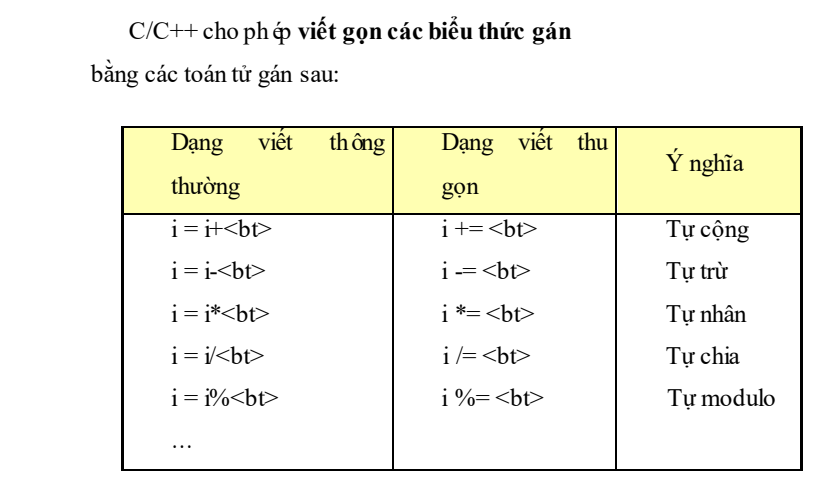 C/C++ cho phép viết gọn các biểu thức gán
bằng các toán tử gán sau:
Dạng viết thông thường
Dạng viết thu gọn
Ý nghĩa
i = i+<bt>
i += <bt>
Tự cộng
i = i-<bt>
i -= <bt>
Tự trừ
i = i*<bt>
i *= <bt>
Tự nhân
i = i/<bt>
i /= <bt>
Tự chia
i = i%<bt>
i %= <bt>
Tự modulo
…